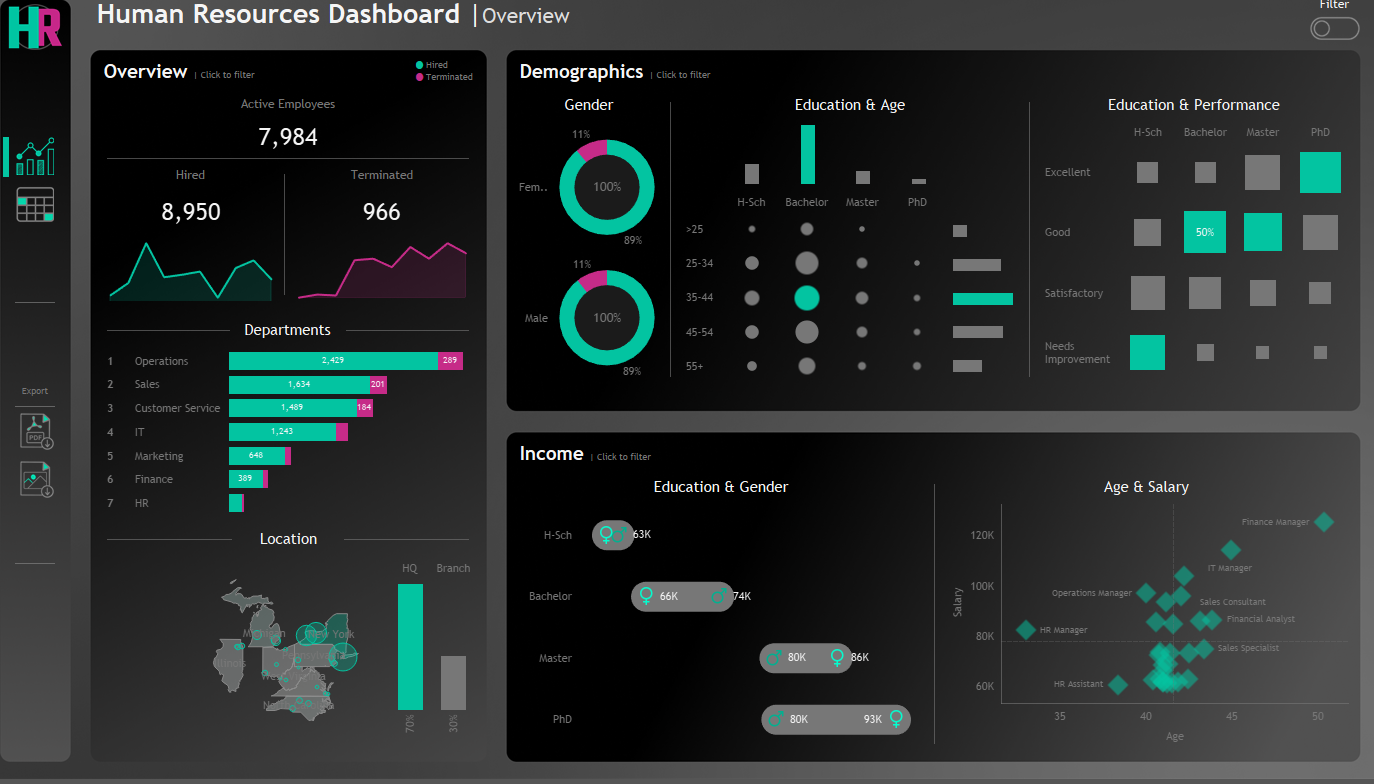 HR
Human Resources Dashboard | Overview
Filter
Export
PDF
Overview | Click to filter
Hired
Terminated
Active Employees
7,984
Hired
8,950
Terminated
966
Departments
1 Operations 2,429 289
2 Sales 1,634 201
3 Customer Service 1,489 184
4 IT 1,243
5 Marketing 648
6 Finance 389
7 HR
Location
HQ Branch
Michigan
New York
Illinois
70% 30%
Demographics | Click to filter
Gender
11%
Fem.. 100%
89%
11%
Male 100%
89%
Education & Age
H-Sch Bachelor Master PhD
>25
25-34
35-44
45-54
55+
Education & Performance
H-Sch Bachelor Master PhD
Excellent
Good 50%
Satisfactory
Needs
Improvement
Income | Click to filter
Education & Gender
H-Sch 63K
Bachelor 66K 74K
Master 80K 86K
PhD 80K 93K
Age & Salary
Salary
120K
100K
80K
60K
Finance Manager
IT Manager
Operations Manager
Sales Consultant
Financial Analyst
HR Manager
Sales Specialist
HR Assistant
35 40 45 50
Age